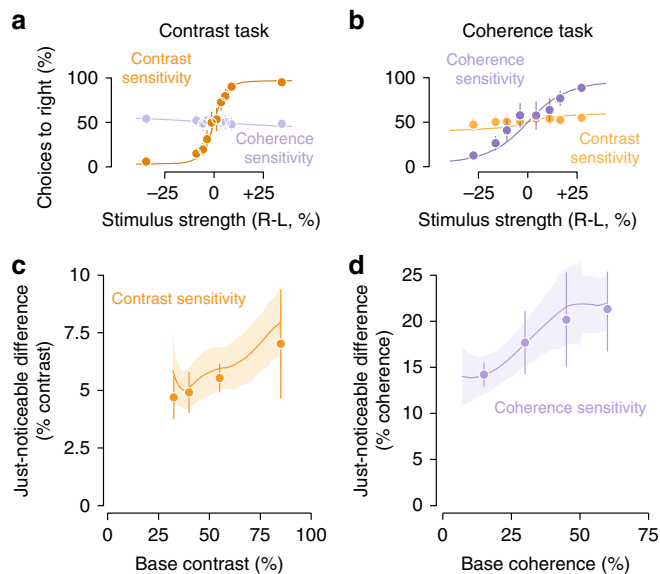 a
Contrast task
Contrast
sensitivity
Choices to right (%)
100
50
0
Coherence
sensitivity
−25
0
+25
Stimulus strength (R-L, %)
b
Coherence task
Coherence
sensitivity
100
50
0
Contrast
sensitivity
−25
0
+25
Stimulus strength (R-L, %)
c
Just-noticeable difference
(% contrast)
10
7.5
5
2.5
0
Contrast sensitivity
0
25
50
75
100
Base contrast (%)
d
Just-noticeable difference
(% coherence)
25
20
15
10
5
0
Coherence sensitivity
0
25
50
75
Base coherence (%)